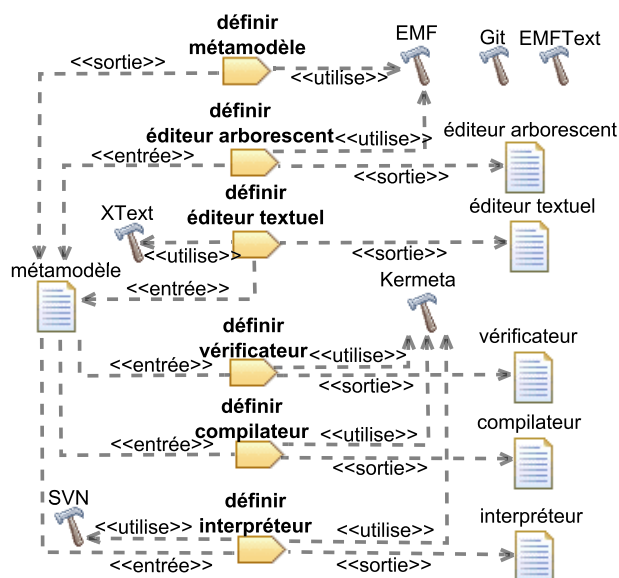 définir
métamodèle
EMF
Git
EMFText
<<sortie>>
<<utilise>>
définir
éditeur arborescent
<<utilise>>
éditeur arborescent
<<entrée>>
<<sortie>>
définir
éditeur textuel
éditeur textuel
XText
<<utilise>>
<<sortie>>
métamodèle
<<entrée>>
Kermeta
définir
vérificateur
vérificateur
<<utilise>>
<<entrée>>
<<sortie>>
définir
compilateur
compilateur
<<utilise>>
<<entrée>>
<<sortie>>
SVN
définir
interpréteur
interpréteur
<<utilise>>
<<utilise>>
<<entrée>>
<<sortie>>